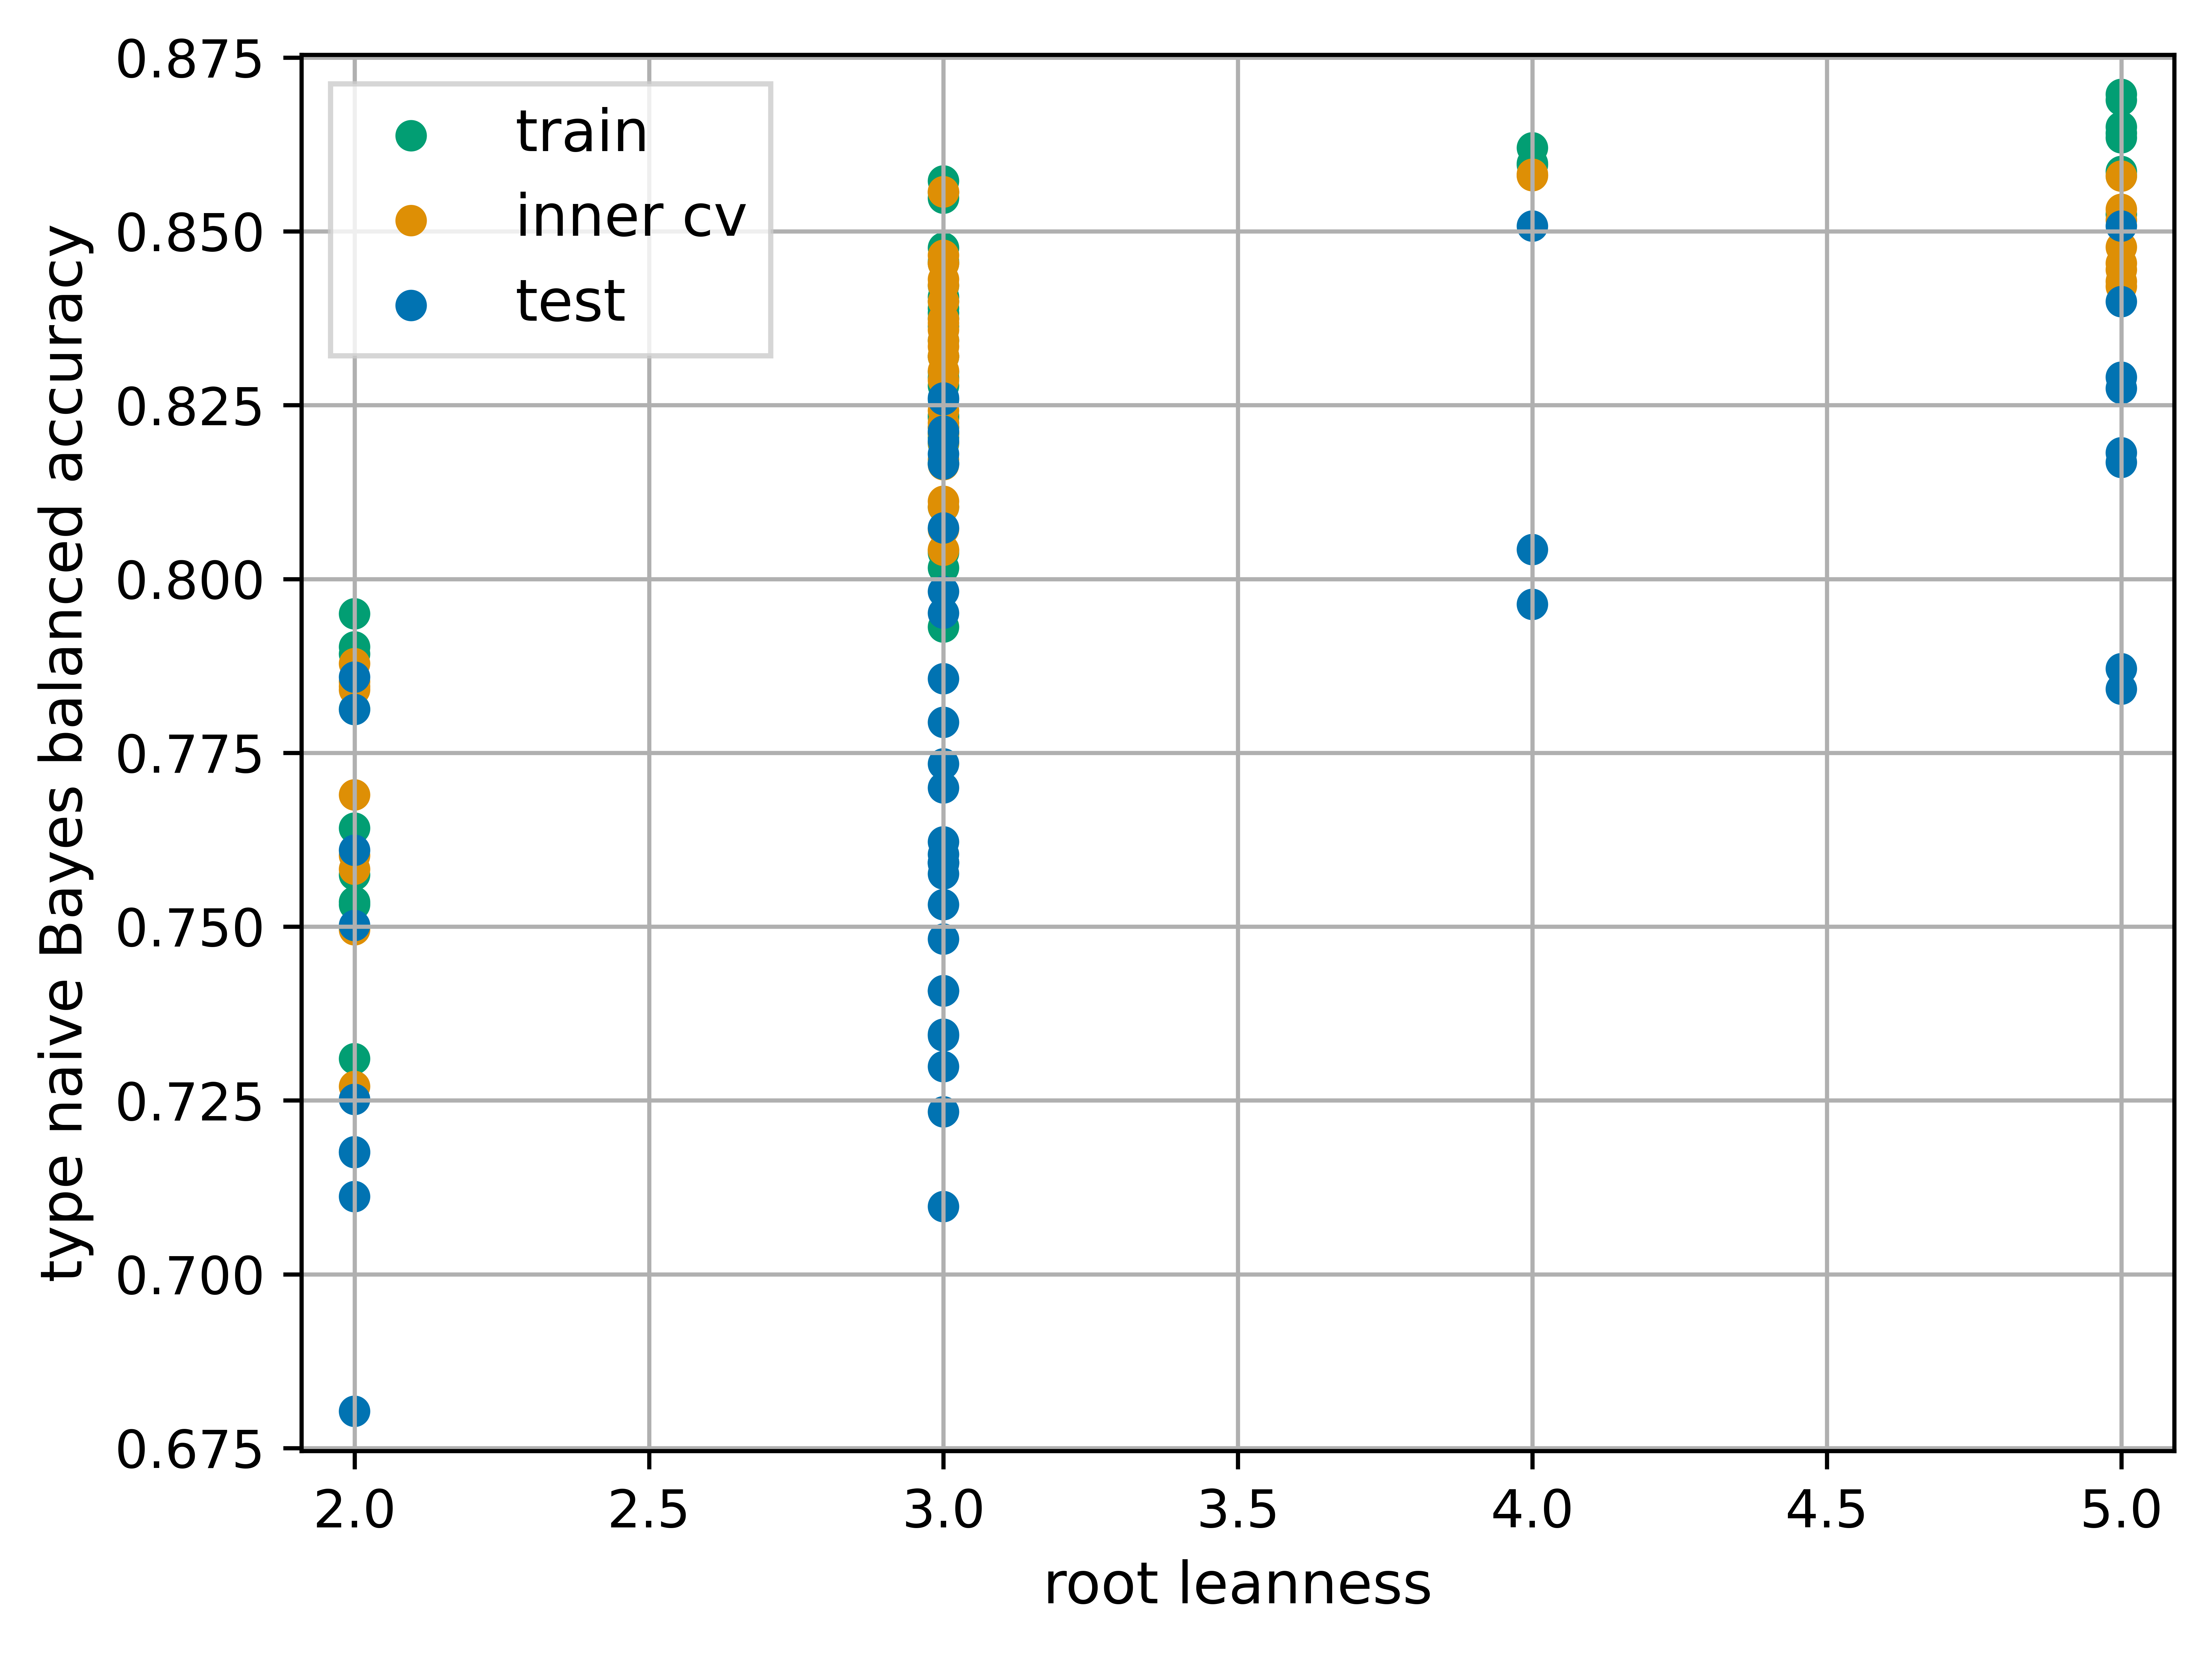 0.875
0.850
0.825
0.800
0.775
0.750
0.725
0.700
0.675
type naive Bayes balanced accuracy
train
inner cv
test
2.0 2.5 3.0 3.5 4.0 4.5 5.0
root leanness